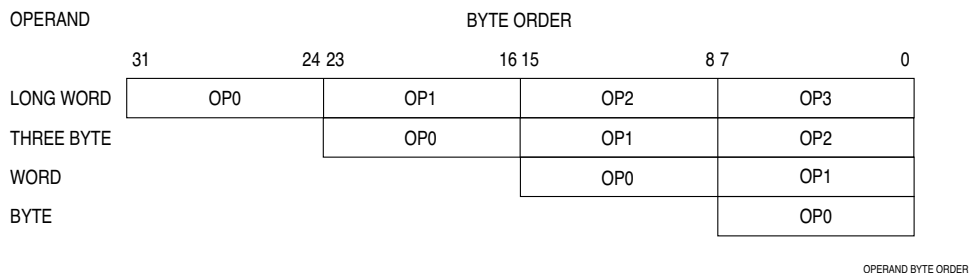 OPERAND BYTE ORDER
31 24 23 16 15 8 7 0
LONG WORD OP0 OP1 OP2 OP3
THREE BYTE OP0 OP1 OP2
WORD OP0 OP1
BYTE OP0
OPERAND BYTE ORDER